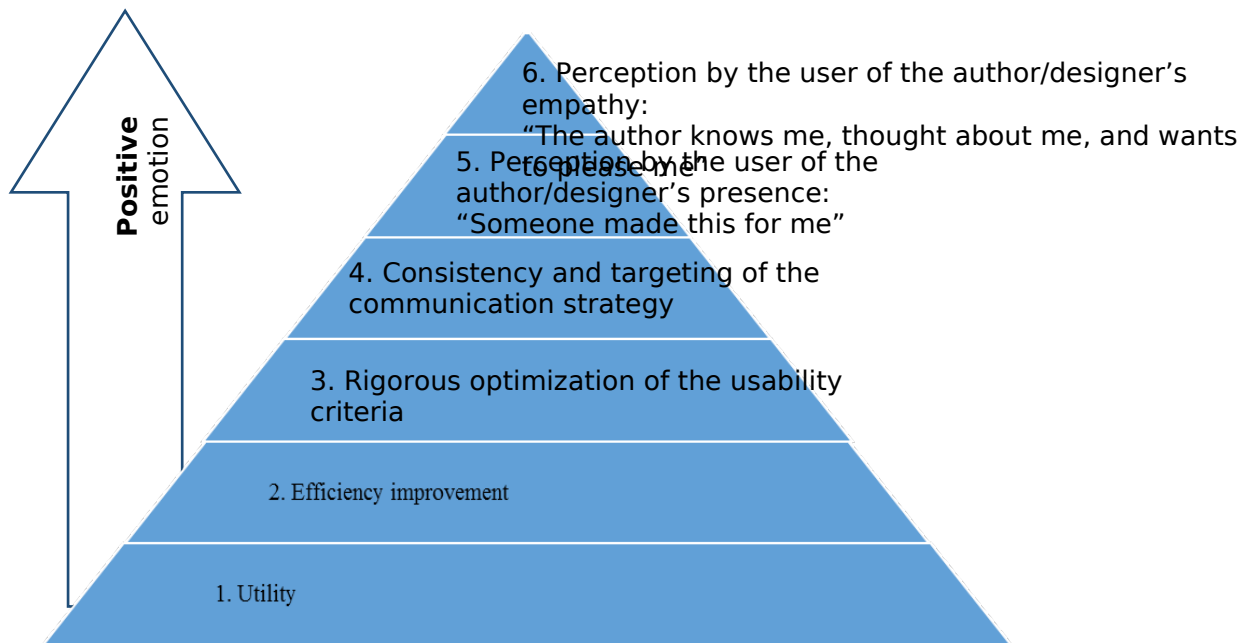 Positive
emotion
6. Perception by the user of the author/designer’s
empathy:
“The author knows me, thought about me, and wants
to please me”
5. Perception by the user of the
author/designer’s presence:
“Someone made this for me”
4. Consistency and targeting of the
communication strategy
3. Rigorous optimization of the usability
criteria
2. Efficiency improvement
1. Utility